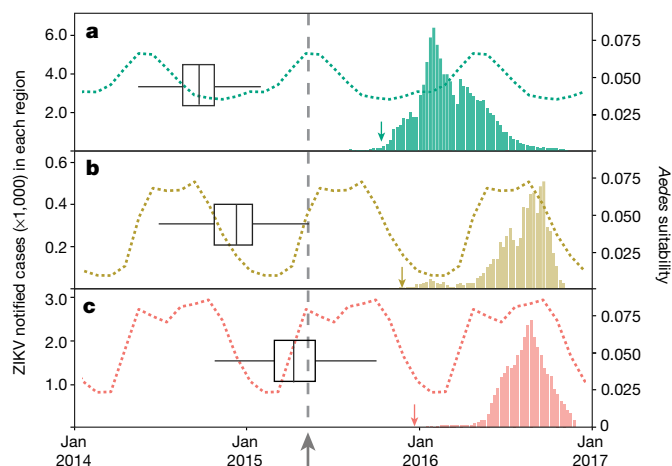 ZIKV notified cases (×1,000) in each region
a
6.0
4.0
2.0
0.075
0.050
0.025
b
0.6
0.4
0.2
0.075
0.050
0.025
c
3.0
2.0
1.0
0.075
0.050
0.025
0
Aedes suitability
Jan Jan Jan Jan
2014 2015 2016 2017